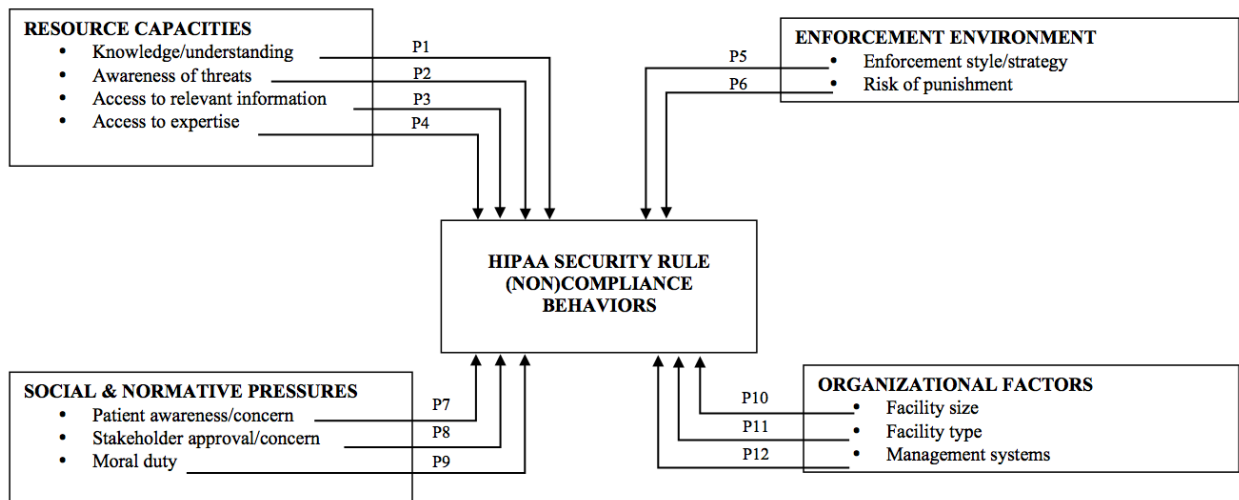 RESOURCE CAPACITIES
• Knowledge/understanding
• Awareness of threats
• Access to relevant information
• Access to expertise
P1
P2
P3
P4
ENFORCEMENT ENVIRONMENT
• Enforcement style/strategy
• Risk of punishment
P5
P6
HIPAA SECURITY RULE
(NON)COMPLIANCE
BEHAVIORS
SOCIAL & NORMATIVE PRESSURES
• Patient awareness/concern
• Stakeholder approval/concern
• Moral duty
P7
P8
P9
ORGANIZATIONAL FACTORS
• Facility size
• Facility type
• Management systems
P10
P11
P12